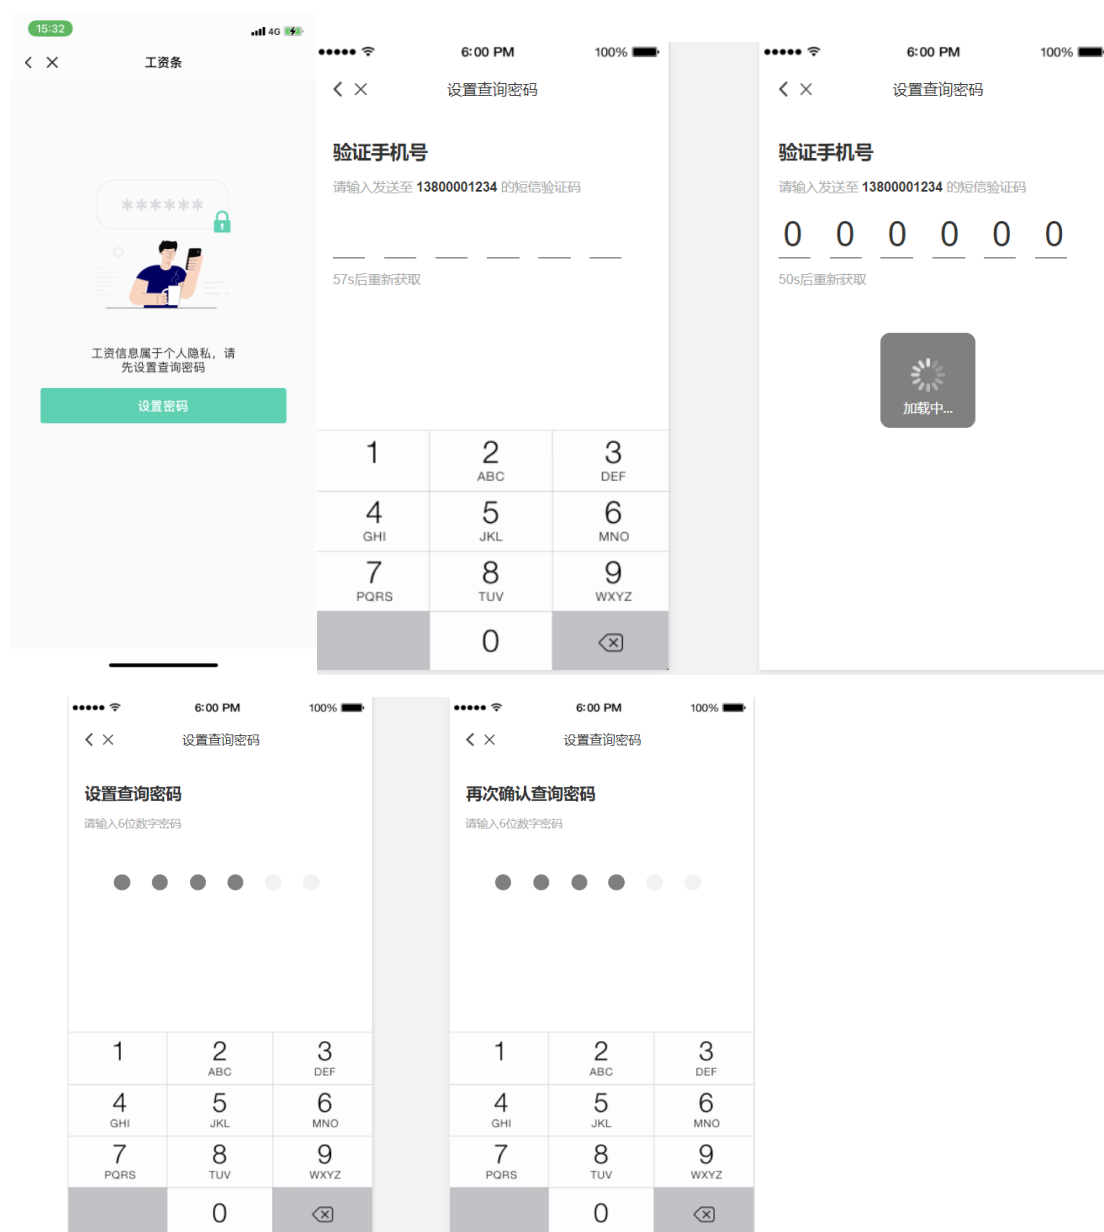 15:32
4G
工资条
******
工资信息属于个人隐私，请
先设置查询密码
设置密码
6:00 PM
100%
设置查询密码
验证手机号
请输入发送至 13800001234 的短信验证码
57s后重新获取
1
2
3
ABC
DEF
4
5
6
GHI
JKL
MNO
7
8
9
PQRS
TUV
WXYZ
0
6:00 PM
100%
设置查询密码
验证手机号
请输入发送至 13800001234 的短信验证码
0 0 0 0 0 0
50s后重新获取
加载中...
6:00 PM
100%
设置查询密码
设置查询密码
请输入6位数字密码
1
2
3
ABC
DEF
4
5
6
GHI
JKL
MNO
7
8
9
PQRS
TUV
WXYZ
0
6:00 PM
100%
设置查询密码
再次确认查询密码
请输入6位数字密码
1
2
3
ABC
DEF
4
5
6
GHI
JKL
MNO
7
8
9
PQRS
TUV
WXYZ
0